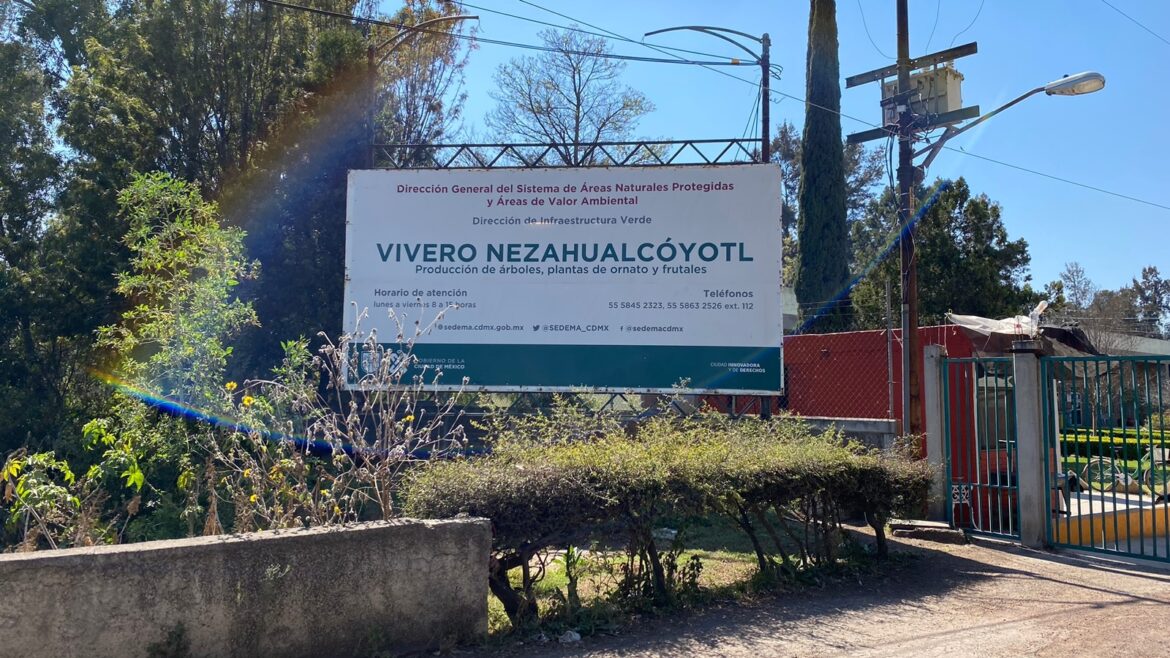 Dirección General del Sistema de Áreas Naturales Protegidas
y Áreas de Valor Ambiental
Dirección de Infraestructura Verde
VIVERO NEZAHUALCÓYOTL
Producción de árboles, plantas de ornato y frutales
Horario de atención
lunes a viernes 8 a 15 horas
Teléfonos
55 5845 2323, 55 5863 2526 ext. 112
@sedema.cdmx.gob.mx @SEDEMA_CDMX @sedemacdmx
GOBIERNO DE LA
CIUDAD DE MÉXICO
CIUDAD INNOVADORA
Y DE DERECHOS